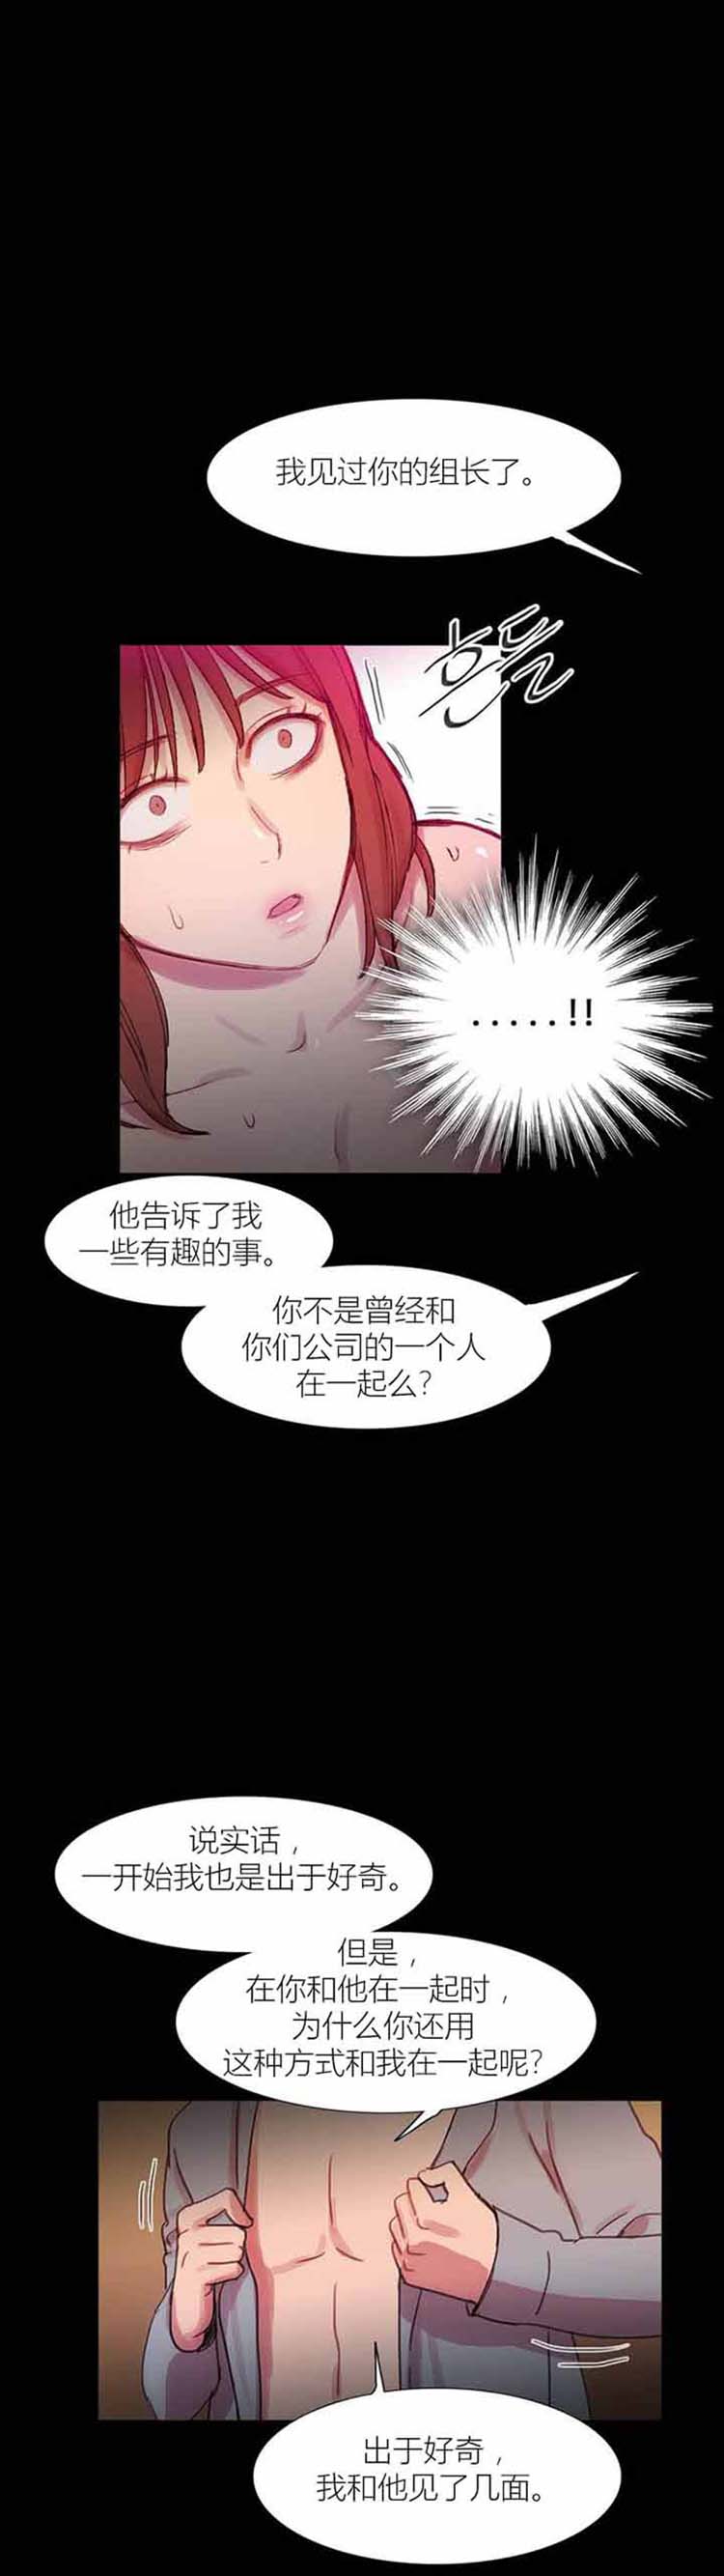 我见过你的组长了。
흔들
.....!!
他告诉了我
一些有趣的事。
你不是曾经和
你们公司的一个人
在一起么？
说实话，
一开始我也是出于好奇。
但是，
在你和他在一起时，
为什么你还用
这种方式和我在一起呢？
出于好奇，
我和他见了几面。